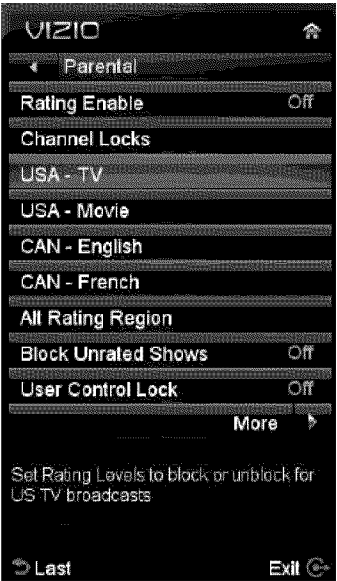 VIZIO
Parental
Rating Enable Off
Channel Locks
USA - TV
USA - Movie
CAN - English
CAN - French
Alt Rating Region
Block Unrated Shows Off
User Control Lock Off
More
Set Rating Levels to block or unblock for
US TV broadcasts
Last Exit